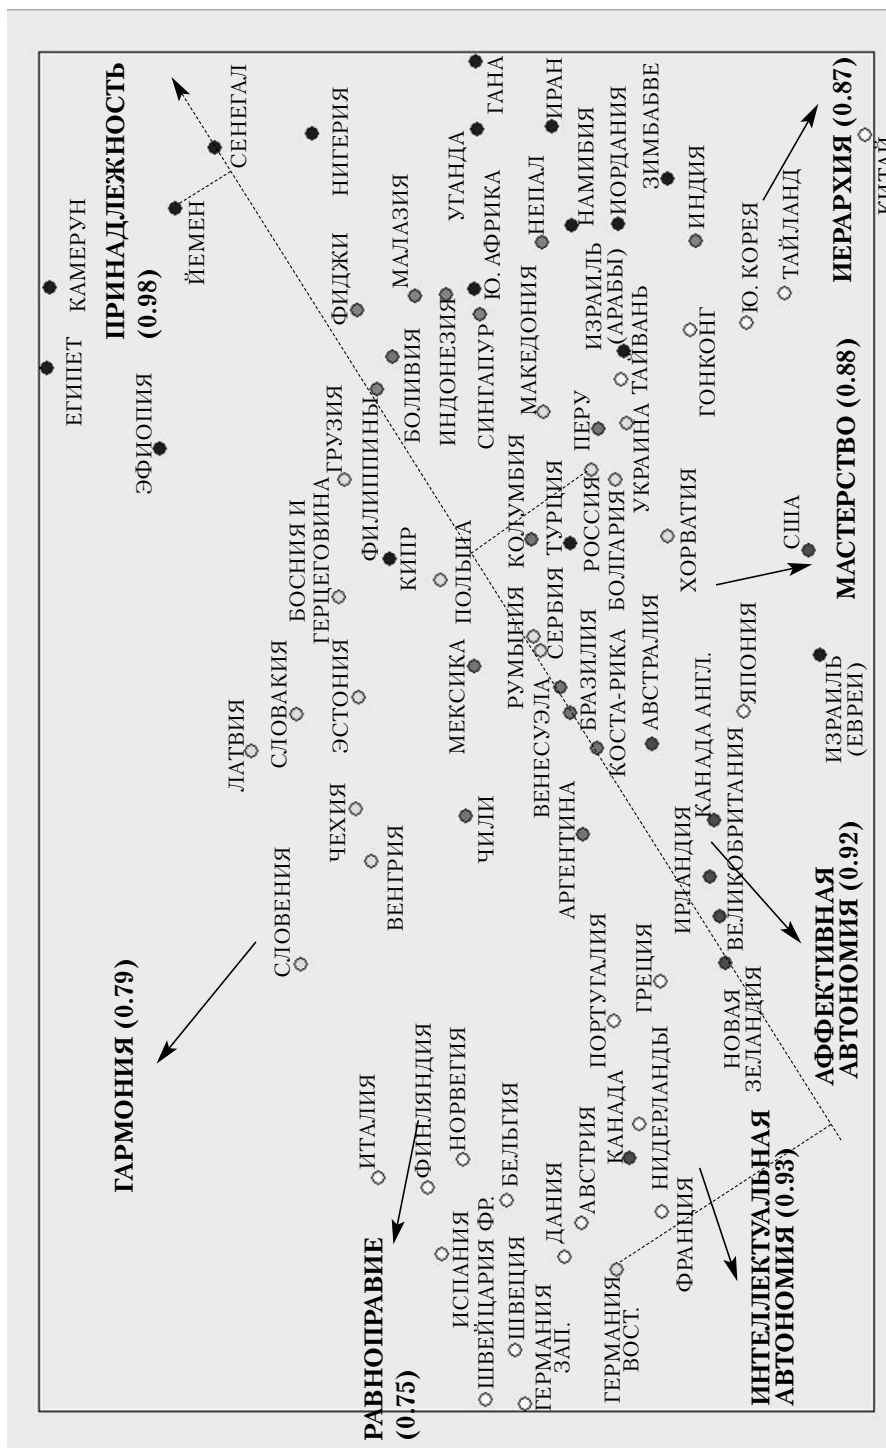 РАВНОПРАВИЕ
(0.75)
ГАРМОНИЯ (0.79)
ПРИНАДЛЕЖНОСТЬ
(0.98)
ЕГИПЕТ
КАМЕРУН
ЭФИОПИЯ
ЙЕМЕН
СЕНЕГАЛ
ЛАТВИЯ
СЛОВЕНИЯ
СЛОВАКИЯ
БОСНИЯ И
ГЕРЦЕГОВИНА
ГРУЗИЯ
ФИДЖИ
НИГЕРИЯ
ИТАЛИЯ
ЧЕХИЯ
ЭСТОНИЯ
ФИЛИППИНЫ
ВЕНГРИЯ
КИПР
БОЛИВИЯ
МАЛАЗИЯ
ФИНЛЯНДИЯ
НОРВЕГИЯ
ИСПАНИЯ
ПОЛЬША
ИНДОНЕЗИЯ
УГАНДА
ГАНА
ШВЕЙЦАРИЯ ФР.
ЧИЛИ
МЕКСИКА
СИНГАПУР
Ю. АФРИКА
БЕЛЬГИЯ
ШВЕЦИЯ
РУМЫНИЯ
КОЛУМБИЯ
МАКЕДОНИЯ
НЕПАЛ
ИРАН
ГЕРМАНИЯ
ЗАП.
ДАНИЯ
ВЕНЕСУЭЛА
СЕРБИЯ
ТУРЦИЯ
НАМИБИЯ
АВСТРИЯ
АРГЕНТИНА
БРАЗИЛИЯ
РОССИЯ
ПЕРУ
ИЗРАИЛЬ
(АРАБЫ)
ИОРДАНИЯ
ГЕРМАНИЯ
ВОСТ.
КАНАДА
ПОРТУГАЛИЯ
КОСТА-РИКА
БОЛГАРИЯ
УКРАИНА
ТАЙВАНЬ
ЗИМБАБВЕ
НИДЕРЛАНДЫ
ГРЕЦИЯ
АВСТРАЛИЯ
ХОРВАТИЯ
ФРАНЦИЯ
ИРЛАНДИЯ
КАНАДА АНГЛ.
ГОНКОНГ
ИНДИЯ
НОВАЯ
ЗЕЛАНДИЯ
ВЕЛИКОБРИТАНИЯ
ЯПОНИЯ
Ю. КОРЕЯ
ТАЙЛАНД
США
ИНТЕЛЛЕКТУАЛЬНАЯ
АВТОНОМИЯ (0.93)
АФФЕКТИВНАЯ
АВТОНОМИЯ (0.92)
ИЗРАИЛЬ
(ЕВРЕИ)
МАСТЕРСТВО (0.88)
ИЕРАРХИЯ (0.87)
КИТАЙ